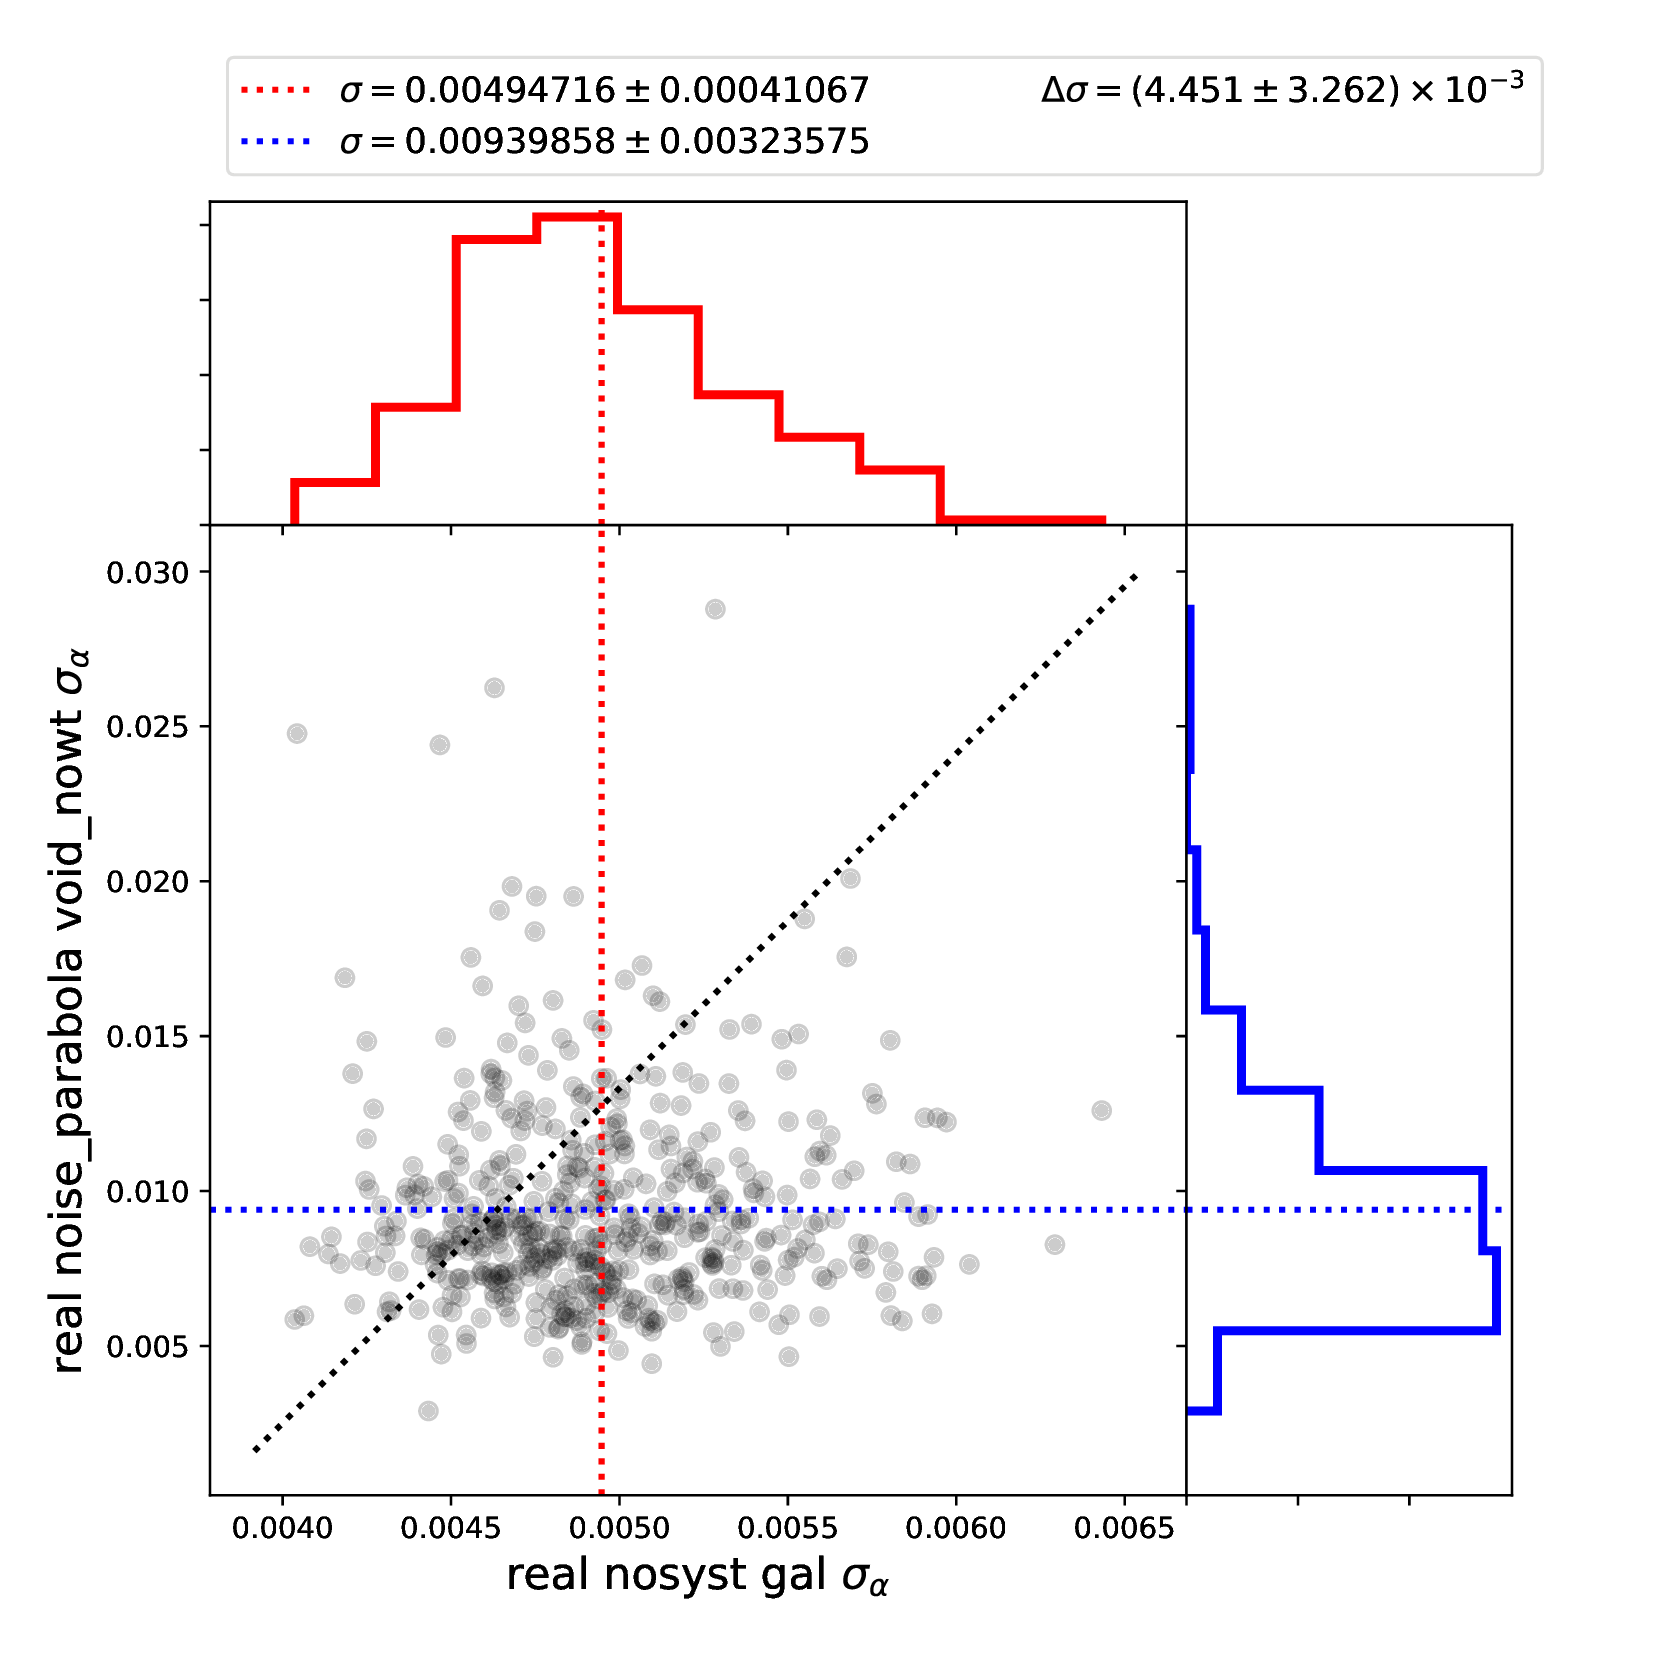 σ = 0.00494716 ± 0.00041067
σ = 0.00939858 ± 0.00323575
Δσ = (4.451 ± 3.262) × 10⁻³
0.030
0.025
0.020
0.015
0.010
0.005
real noise_parabola void_nowt σ_α
0.0040 0.0045 0.0050 0.0055 0.0060 0.0065
real nosyst gal σ_α